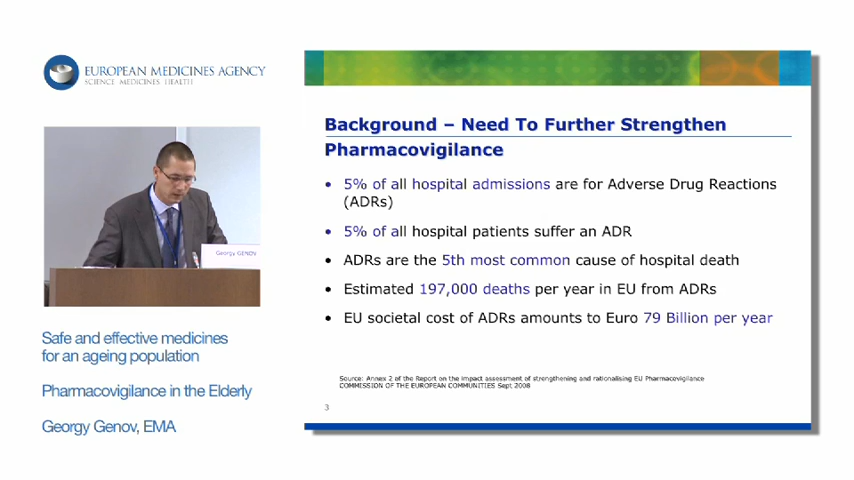 EUROPEAN MEDICINES AGENCY
SCIENCE MEDICINES HEALTH
Georgy GENOV
Safe and effective medicines
for an ageing population
Pharmacovigilance in the Elderly
Georgy Genov, EMA
Background – Need To Further Strengthen
Pharmacovigilance
• 5% of all hospital admissions are for Adverse Drug Reactions
(ADRs)
• 5% of all hospital patients suffer an ADR
• ADRs are the 5th most common cause of hospital death
• Estimated 197,000 deaths per year in EU from ADRs
• EU societal cost of ADRs amounts to Euro 79 Billion per year
Source: Annex 2 of the Report on the impact assessment of strengthening and rationalising EU Pharmacovigilance
COMMISSION OF THE EUROPEAN COMMUNITIES Sept 2008
3